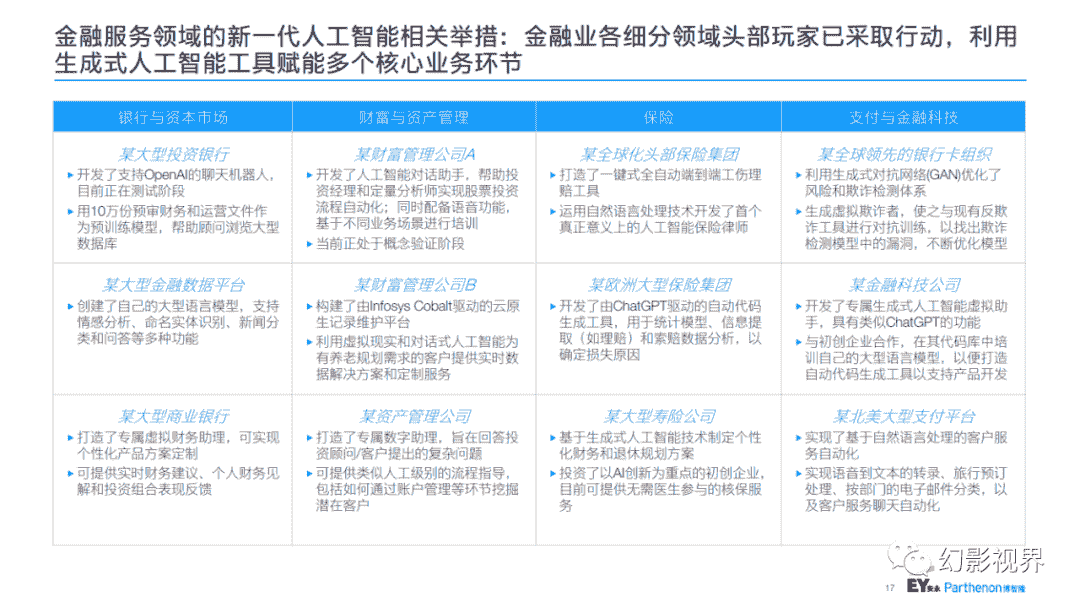 金融服务领域的新一代人工智能相关举措：金融业各细分领域头部玩家已采取行动，利用
生成式人工智能工具赋能多个核心业务环节
银行与资本市场
某大型投资银行
开发了支持OpenAI的聊天机器人，
目前正在测试阶段
用10万份预审财务和运营文件作
为预训练模型，帮助顾问浏览大型
数据库
某大型金融数据平台
创建了自己的大型语言模型，支持
情感分析、命名实体识别、新闻分
类和问答等多种功能
某大型商业银行
打造了专属虚拟财务助理，可实现
个性化产品方案定制
可提供实时财务建议、个人财务见
解和投资组合表现反馈
财富与资产管理
某财富管理公司A
开发了人工智能对话助手，帮助投
资经理和定量分析师实现股票投资
流程自动化；同时配备语音功能，
基于不同业务场景进行培训
当前正处于概念验证阶段
某财富管理公司B
构建了由Infosys Cobalt驱动的云原
生记录维护平台
利用虚拟现实和对话式人工智能为
有养老规划需求的客户提供实时数
据解决方案和定制服务
某资产管理公司
打造了专属数字助理，旨在回答投
资顾问/客户提出的复杂问题
可提供类似人工级别的流程指导，
包括如何通过账户管理等环节挖掘
潜在客户
保险
某全球化头部保险集团
打造了一键式全自动端到端工伤理
赔工具
运用自然语言处理技术开发了首个
真正意义上的人工智能保险律师
某欧洲大型保险集团
开发了由ChatGPT驱动的自动代码
生成工具，用于统计模型、信息提
取（如理赔）和索赔数据分析，以
确定损失原因
某大型寿险公司
基于生成式人工智能技术制定个性
化财务和退休规划方案
投资了以AI创新为重点的初创企业，
目前可提供无需医生参与的核保服
务
支付与金融科技
某全球领先的银行卡组织
利用生成式对抗网络(GAN)优化了
风险和欺诈检测体系
生成虚拟欺诈者，使之与现有反欺
诈工具进行对抗训练，以找出欺诈
检测模型中的漏洞，不断优化模型
某金融科技公司
开发了专属生成式人工智能虚拟助
手，具有类似ChatGPT的功能
与初创企业合作，在其代码库中培
训自己的大型语言模型，以便打造
自动代码生成工具以支持产品开发
某北美大型支付平台
实现了基于自然语言处理的客户服
务自动化
实现语音到文本的转录、旅行预订
处理、按部门的电子邮件分类，以
及客户服务聊天自动化
幻影视界
17 EY安永 Parthenon博智隆